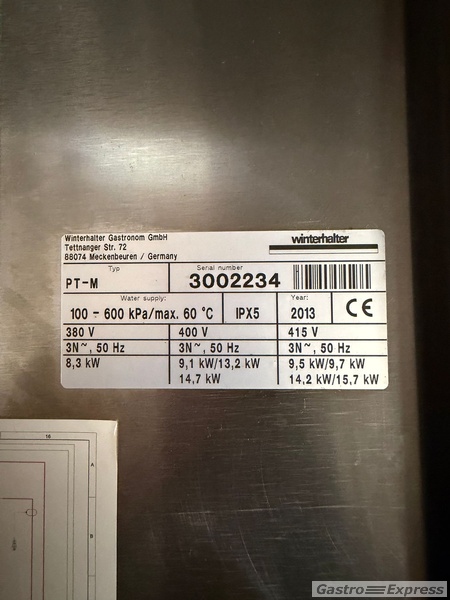 Winterhalter Gastronom GmbH
Tettnanger Str. 72
88074 Meckenbeuren / Germany
winterhalter
Typ
PT-M
Serial number
3002234
Water supply:
100 - 600 kPa/max. 60 °C
IPX5
Year:
2013
CE
380 V
400 V
415 V
3N~, 50 Hz
3N~, 50 Hz
3N~, 50 Hz
8,3 kW
9,1 kW/13,2 kW
9,5 kW/9,7 kW
14,7 kW
14,2 kW/15,7 kW
16
A
B
Gastro Express